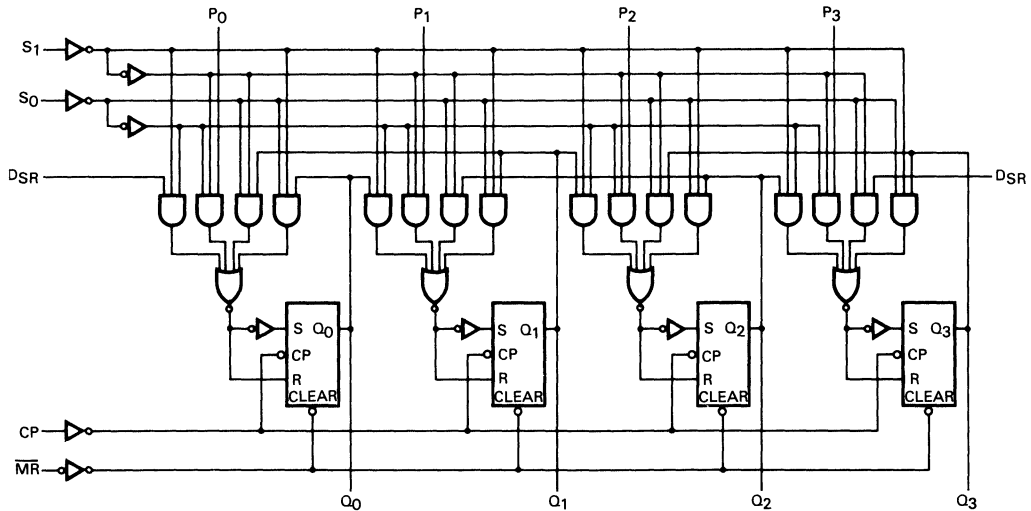 P0 P1 P2 P3
S1
S0
DSR DSR
S Q0 S Q1 S Q2 S Q3
CP CP CP CP
R R R R
CLEAR CLEAR CLEAR CLEAR
CP
MR
Q0 Q1 Q2 Q3